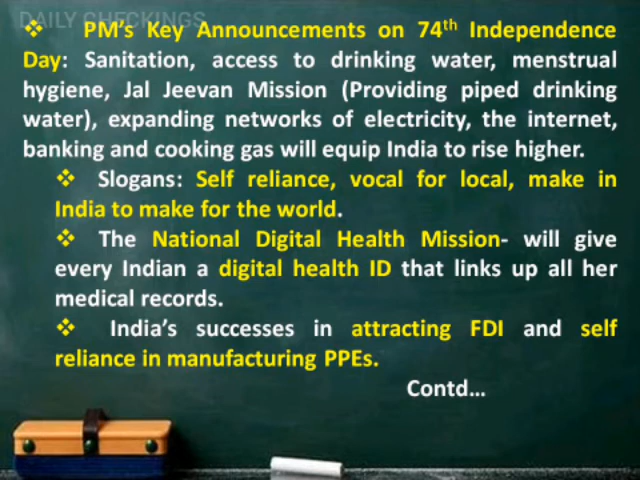 DAILY CHECKINGS
❖ PM's Key Announcements on 74th Independence
Day: Sanitation, access to drinking water, menstrual
hygiene, Jal Jeevan Mission (Providing piped drinking
water), expanding networks of electricity, the internet,
banking and cooking gas will equip India to rise higher.
❖ Slogans: Self reliance, vocal for local, make in
India to make for the world.
❖ The National Digital Health Mission- will give
every Indian a digital health ID that links up all her
medical records.
❖ India's successes in attracting FDI and self
reliance in manufacturing PPEs.
Contd...